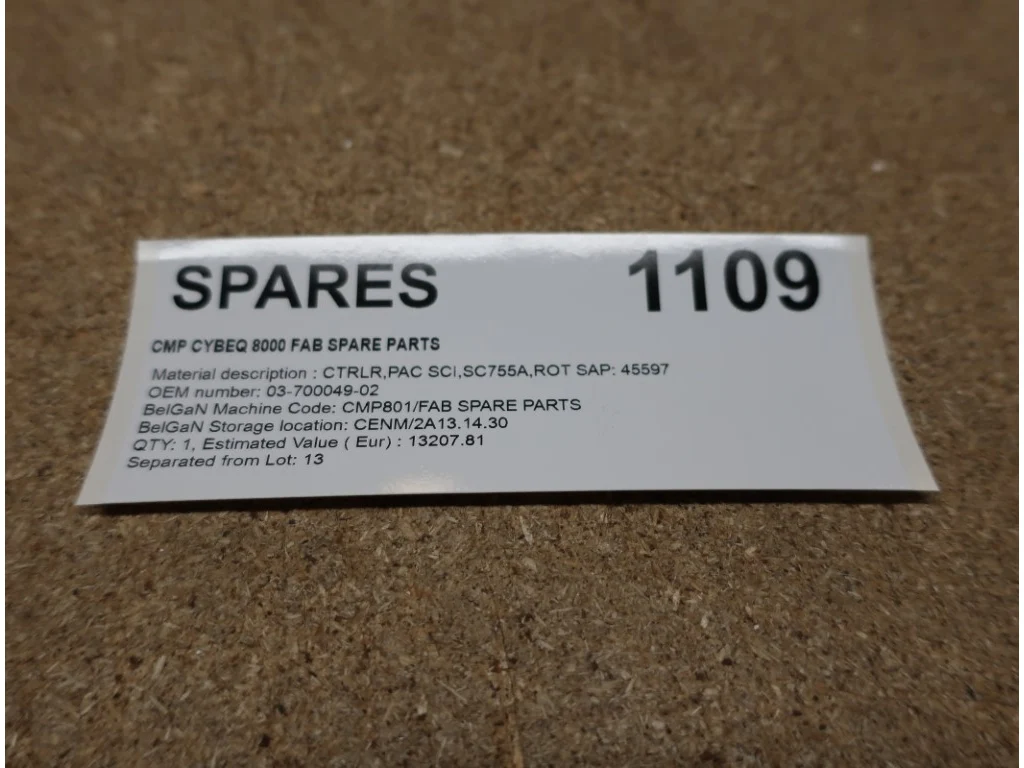 SPARES 1109
CMP CYBEQ 8000 FAB SPARE PARTS
Material description : CTRLR,PAC SCI,SC755A,ROT SAP: 45597
OEM number: 03-700049-02
BelGaN Machine Code: CMP801/FAB SPARE PARTS
BelGaN Storage location: CENM/2A13.14.30
QTY: 1, Estimated Value ( Eur) : 13207.81
Separated from Lot: 13